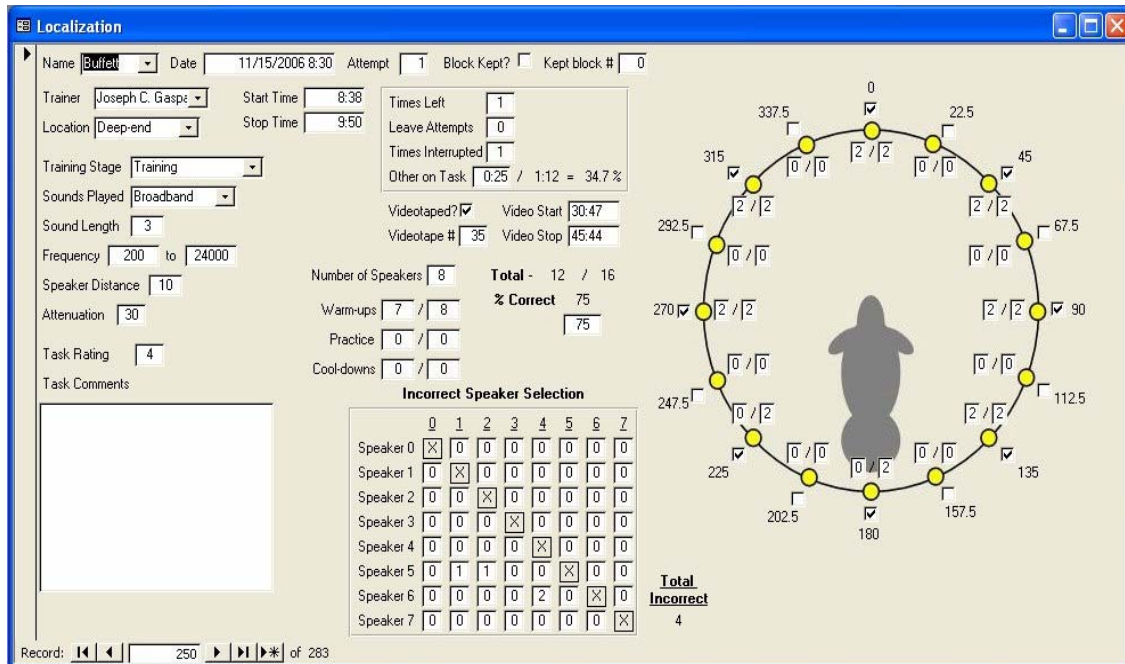 Localization
Name Buffett Date 11/15/2006 8:30 Attempt 1 Block Kept? Kept block # 0
Trainer Joseph C. Gaspa Start Time 8:38
Location Deep-end Stop Time 9:50
Times Left 1
Leave Attempts 0
Times Interrupted 1
Other on Task 0:25 / 1:12 = 34.7 %
Training Stage Training
Sounds Played Broadband
Sound Length 3
Frequency 200 to 24000
Speaker Distance 10
Attenuation 30
Task Rating 4
Task Comments
Videotaped? Video Start 30:47
Videotape # 35 Video Stop 45:44
Number of Speakers 8 Total - 12 / 16
% Correct 75
75
Warm-ups 7 / 8
Practice 0 / 0
Cool-downs 0 / 0
Incorrect Speaker Selection
0 1 2 3 4 5 6 7
Speaker 0 X 0 0 0 0 0 0 0
Speaker 1 0 X 0 0 0 0 0 0
Speaker 2 0 0 X 0 0 0 0 0
Speaker 3 0 0 0 X 0 0 0 0
Speaker 4 0 0 0 0 X 0 0 0
Speaker 5 0 1 1 0 0 X 0 0
Speaker 6 0 0 0 0 2 0 X 0
Speaker 7 0 0 0 0 0 0 0 X
Total
Incorrect
4
0
337.5 22.5
0 / 0 2 / 2 0 / 0
315 45
2 / 2 2 / 2
292.5 67.5
0 / 0 0 / 0
270 2 / 2 2 / 2 90
0 / 0 0 / 0
247.5 112.5
0 / 2 2 / 2
225 135
0 / 0 0 / 2 0 / 0
202.5 157.5
180
Record: 250 of 283